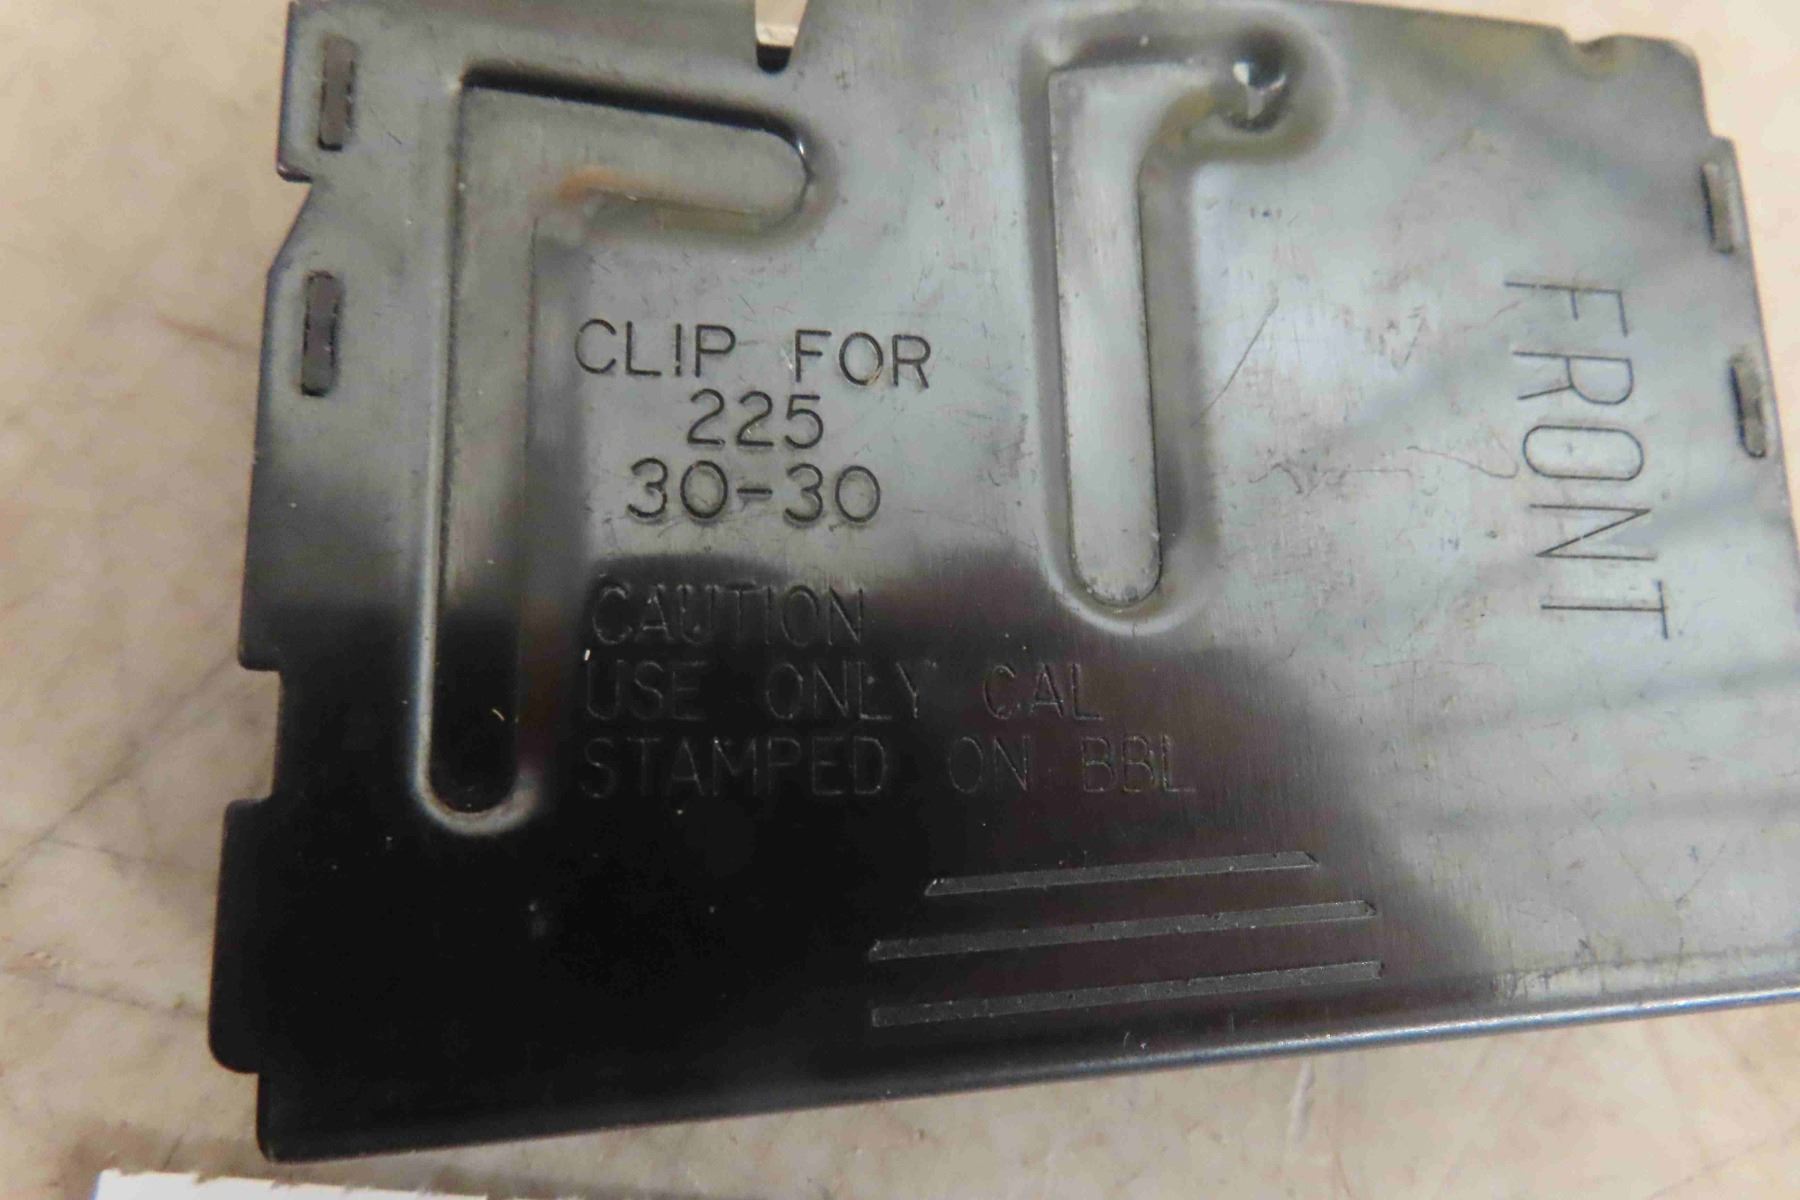 CLIP FOR
225
30-30
CAUTION
USE ONLY CAL
STAMPED ON BBL
FRONT